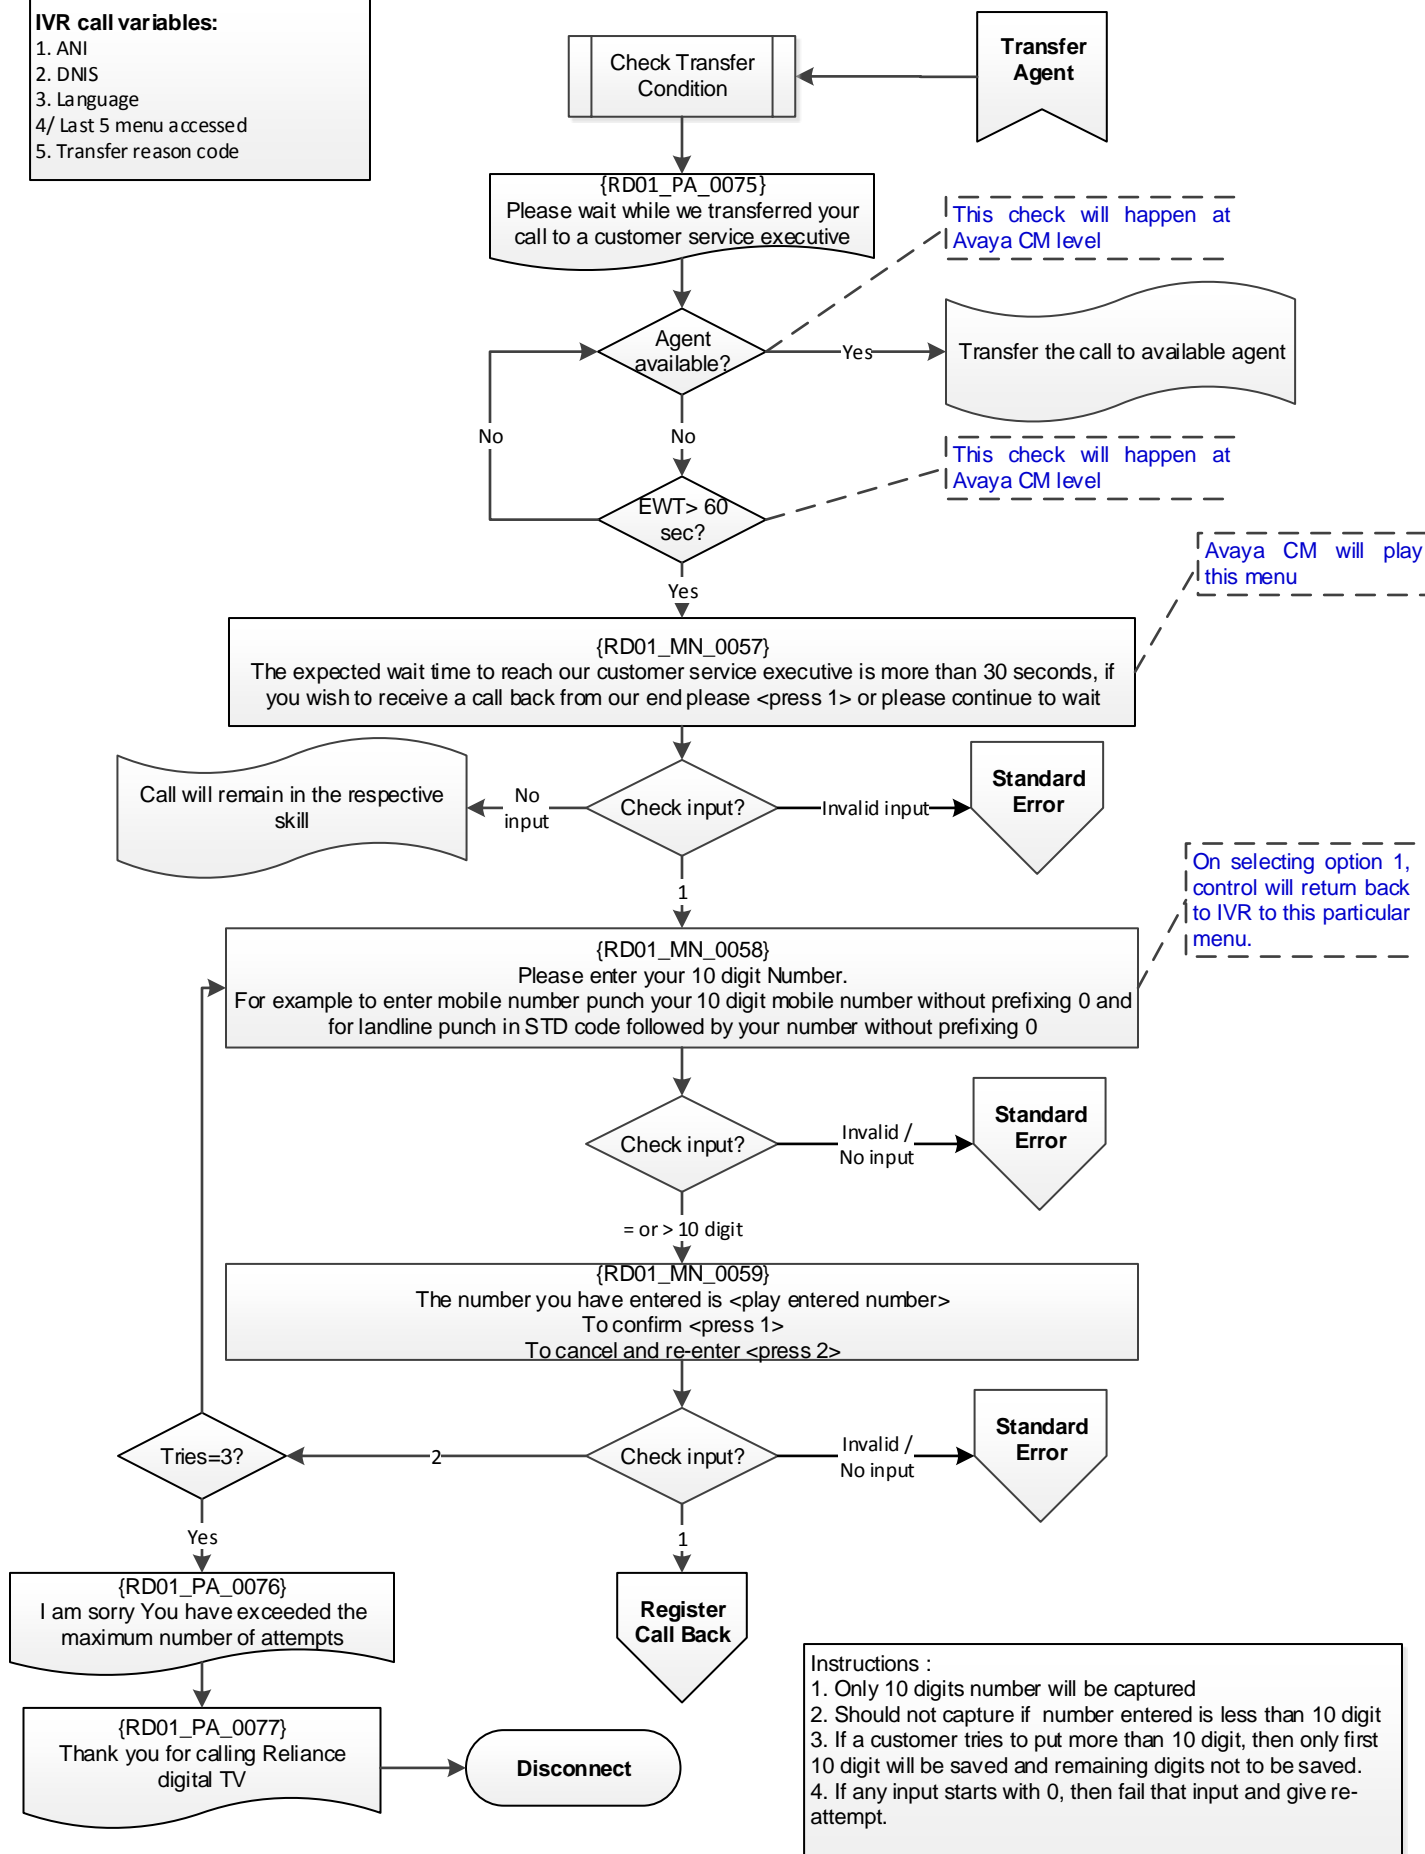 IVR call variables:
1. ANI
2. DNIS
3. Language
4/ Last 5 menu accessed
5. Transfer reason code
Check Transfer
Condition
Transfer
Agent
{RD01_PA_0075}
Please wait while we transferred your
call to a customer service executive
This check will happen at
Avaya CM level
Agent
available?
Yes
Transfer the call to available agent
No
No
This check will happen at
Avaya CM level
EWT> 60
sec?
Yes
Avaya CM will play
this menu
{RD01_MN_0057}
The expected wait time to reach our customer service executive is more than 30 seconds, if
you wish to receive a call back from our end please <press 1> or please continue to wait
Call will remain in the respective
skill
No
input
Check input?
Invalid input
Standard
Error
1
On selecting option 1,
control will return back
to IVR to this particular
menu.
{RD01_MN_0058}
Please enter your 10 digit Number.
For example to enter mobile number punch your 10 digit mobile number without prefixing 0 and
for landline punch in STD code followed by your number without prefixing 0
Check input?
Invalid /
No input
Standard
Error
= or > 10 digit
{RD01_MN_0059}
The number you have entered is <play entered number>
To confirm <press 1>
To cancel and re-enter <press 2>
Tries=3?
2
Check input?
Invalid /
No input
Standard
Error
Yes
1
{RD01_PA_0076}
I am sorry You have exceeded the
maximum number of attempts
Register
Call Back
{RD01_PA_0077}
Thank you for calling Reliance
digital TV
Disconnect
Instructions :
1. Only 10 digits number will be captured
2. Should not capture if number entered is less than 10 digit
3. If a customer tries to put more than 10 digit, then only first
10 digit will be saved and remaining digits not to be saved.
4. If any input starts with 0, then fail that input and give re-
attempt.